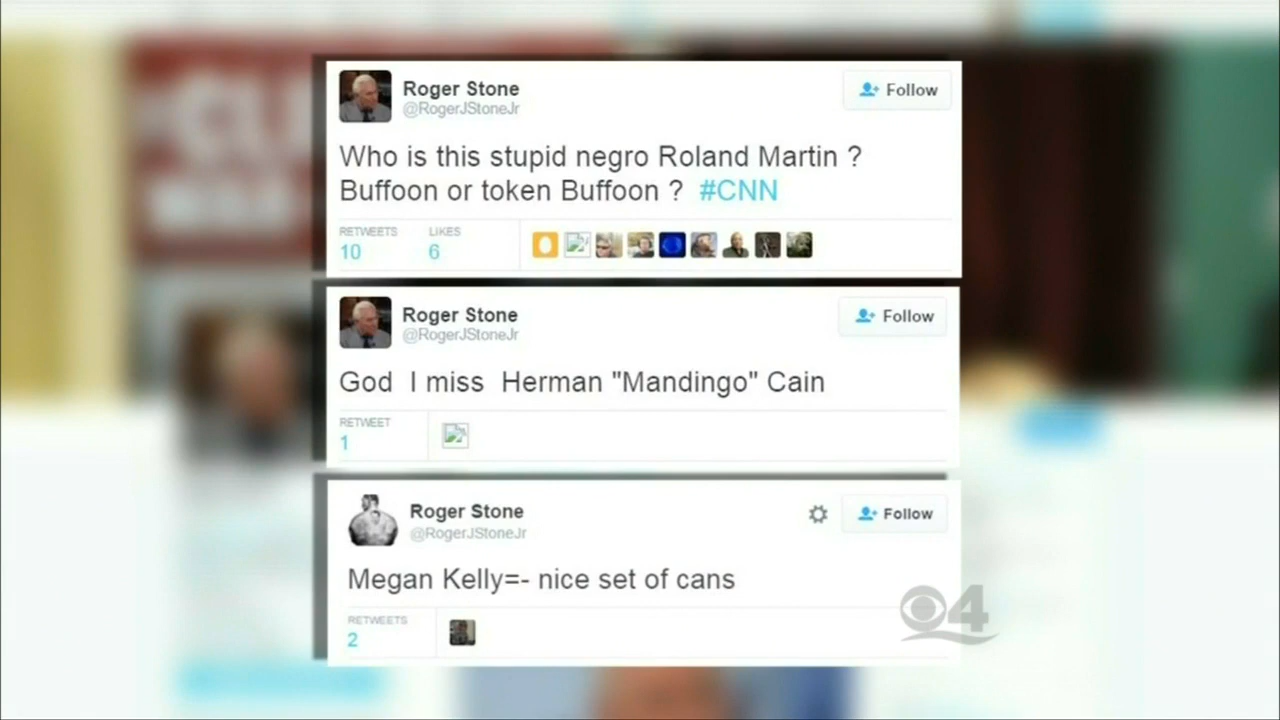 Roger Stone
@RogerJStoneJr
Follow
Who is this stupid negro Roland Martin ?
Buffoon or token Buffoon ? #CNN
RETWEETS LIKES
10 6
Roger Stone
@RogerJStoneJr
Follow
God I miss Herman "Mandingo" Cain
RETWEET
1
Roger Stone
@RogerJStoneJr
Follow
Megan Kelly=- nice set of cans
RETWEETS
2
4